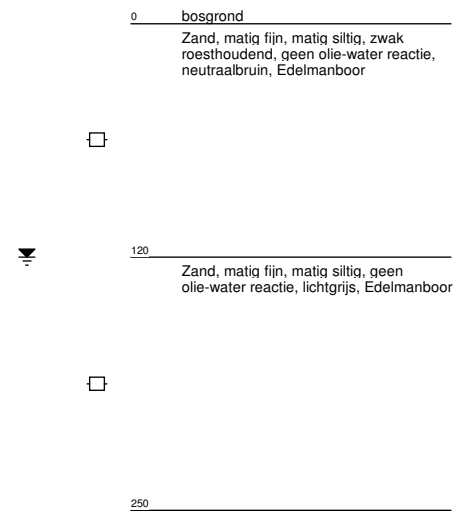 0 bosgrond
Zand, matig fijn, matig siltig, zwak
roesthoudend, geen olie-water reactie,
neutraalbruin, Edelmanboor
120
Zand, matig fijn, matig siltig, geen
olie-water reactie, lichtgrijs, Edelmanboor
250